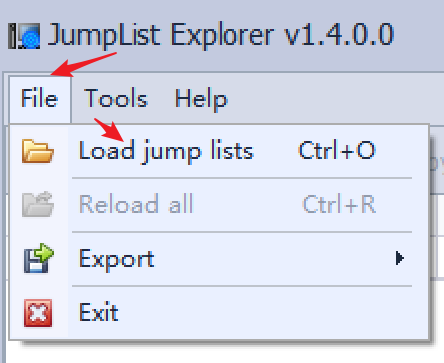 JumpList Explorer v1.4.0.0
File Tools Help
Load jump lists Ctrl+O
Reload all Ctrl+R
Export
Exit